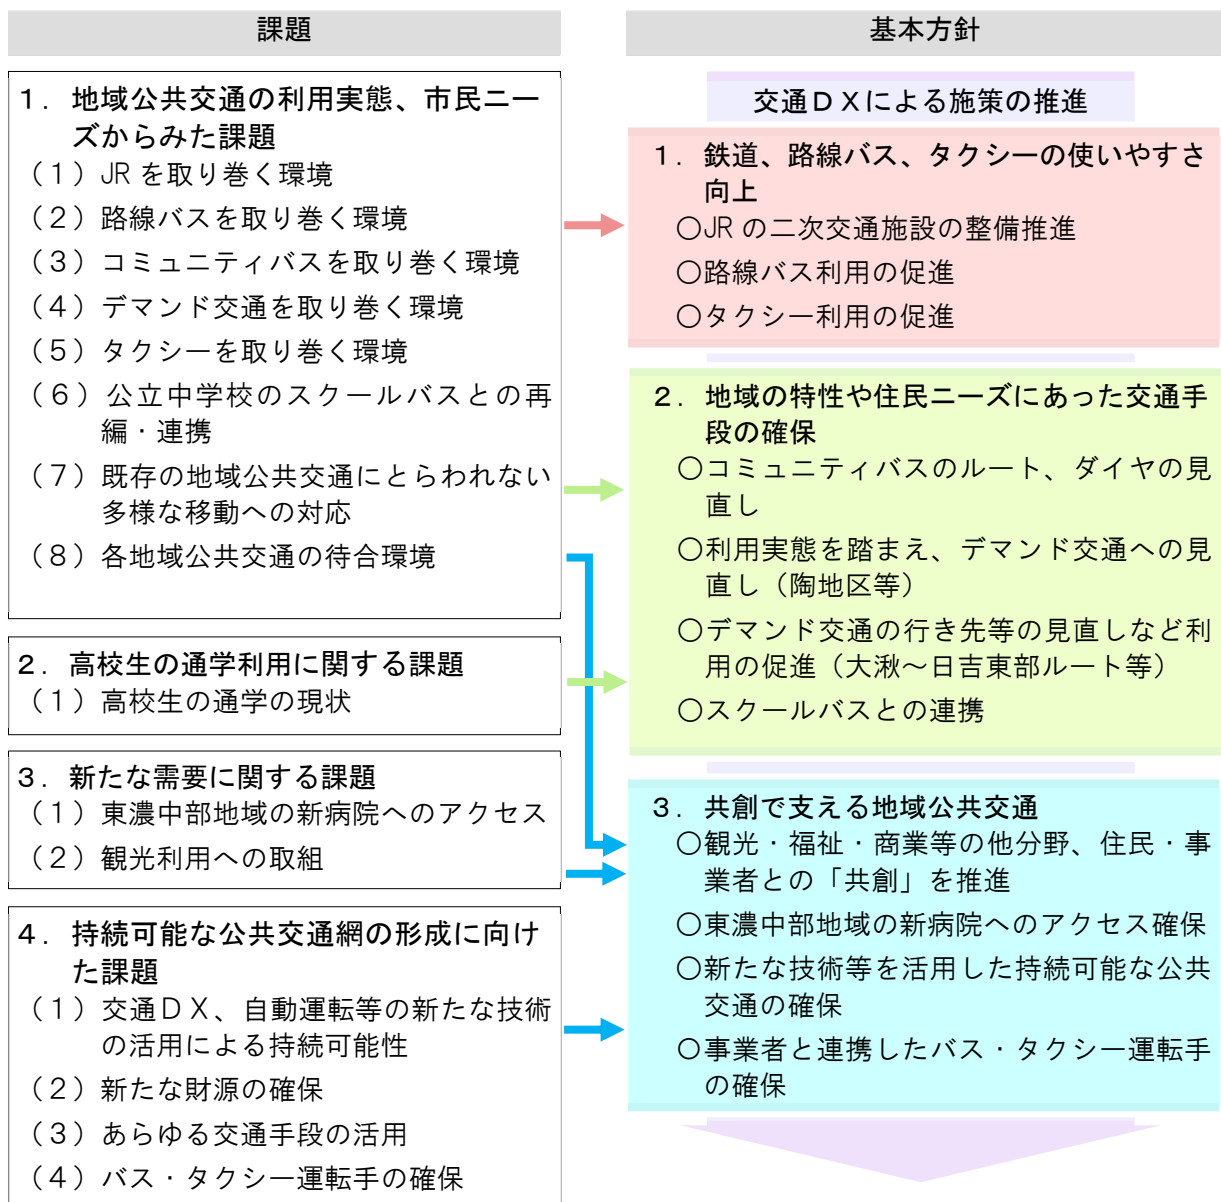 課題
１．地域公共交通の利用実態、市民ニー
ズからみた課題
（１）JRを取り巻く環境
（２）路線バスを取り巻く環境
（３）コミュニティバスを取り巻く環境
（４）デマンド交通を取り巻く環境
（５）タクシーを取り巻く環境
（６）公立中学校のスクールバスとの再
編・連携
（７）既存の地域公共交通にとらわれない
多様な移動への対応
（８）各地域公共交通の待合環境
２．高校生の通学利用に関する課題
（１）高校生の通学の現状
３．新たな需要に関する課題
（１）東濃中部地域の新病院へのアクセス
（２）観光利用への取組
４．持続可能な公共交通網の形成に向け
た課題
（１）交通ＤＸ、自動運転等の新たな技術
の活用による持続可能性
（２）新たな財源の確保
（３）あらゆる交通手段の活用
（４）バス・タクシー運転手の確保
基本方針
交通ＤＸによる施策の推進
１．鉄道、路線バス、タクシーの使いやすさ
向上
○JRの二次交通施設の整備推進
○路線バス利用の促進
○タクシー利用の促進
２．地域の特性や住民ニーズにあった交通手
段の確保
○コミュニティバスのルート、ダイヤの見
直し
○利用実態を踏まえ、デマンド交通への見
直し（陶地区等）
○デマンド交通の行き先等の見直しなど利
用の促進（大湫～日吉東部ルート等）
○スクールバスとの連携
３．共創で支える地域公共交通
○観光・福祉・商業等の他分野、住民・事
業者との「共創」を推進
○東濃中部地域の新病院へのアクセス確保
○新たな技術等を活用した持続可能な公共
交通の確保
○事業者と連携したバス・タクシー運転手
の確保